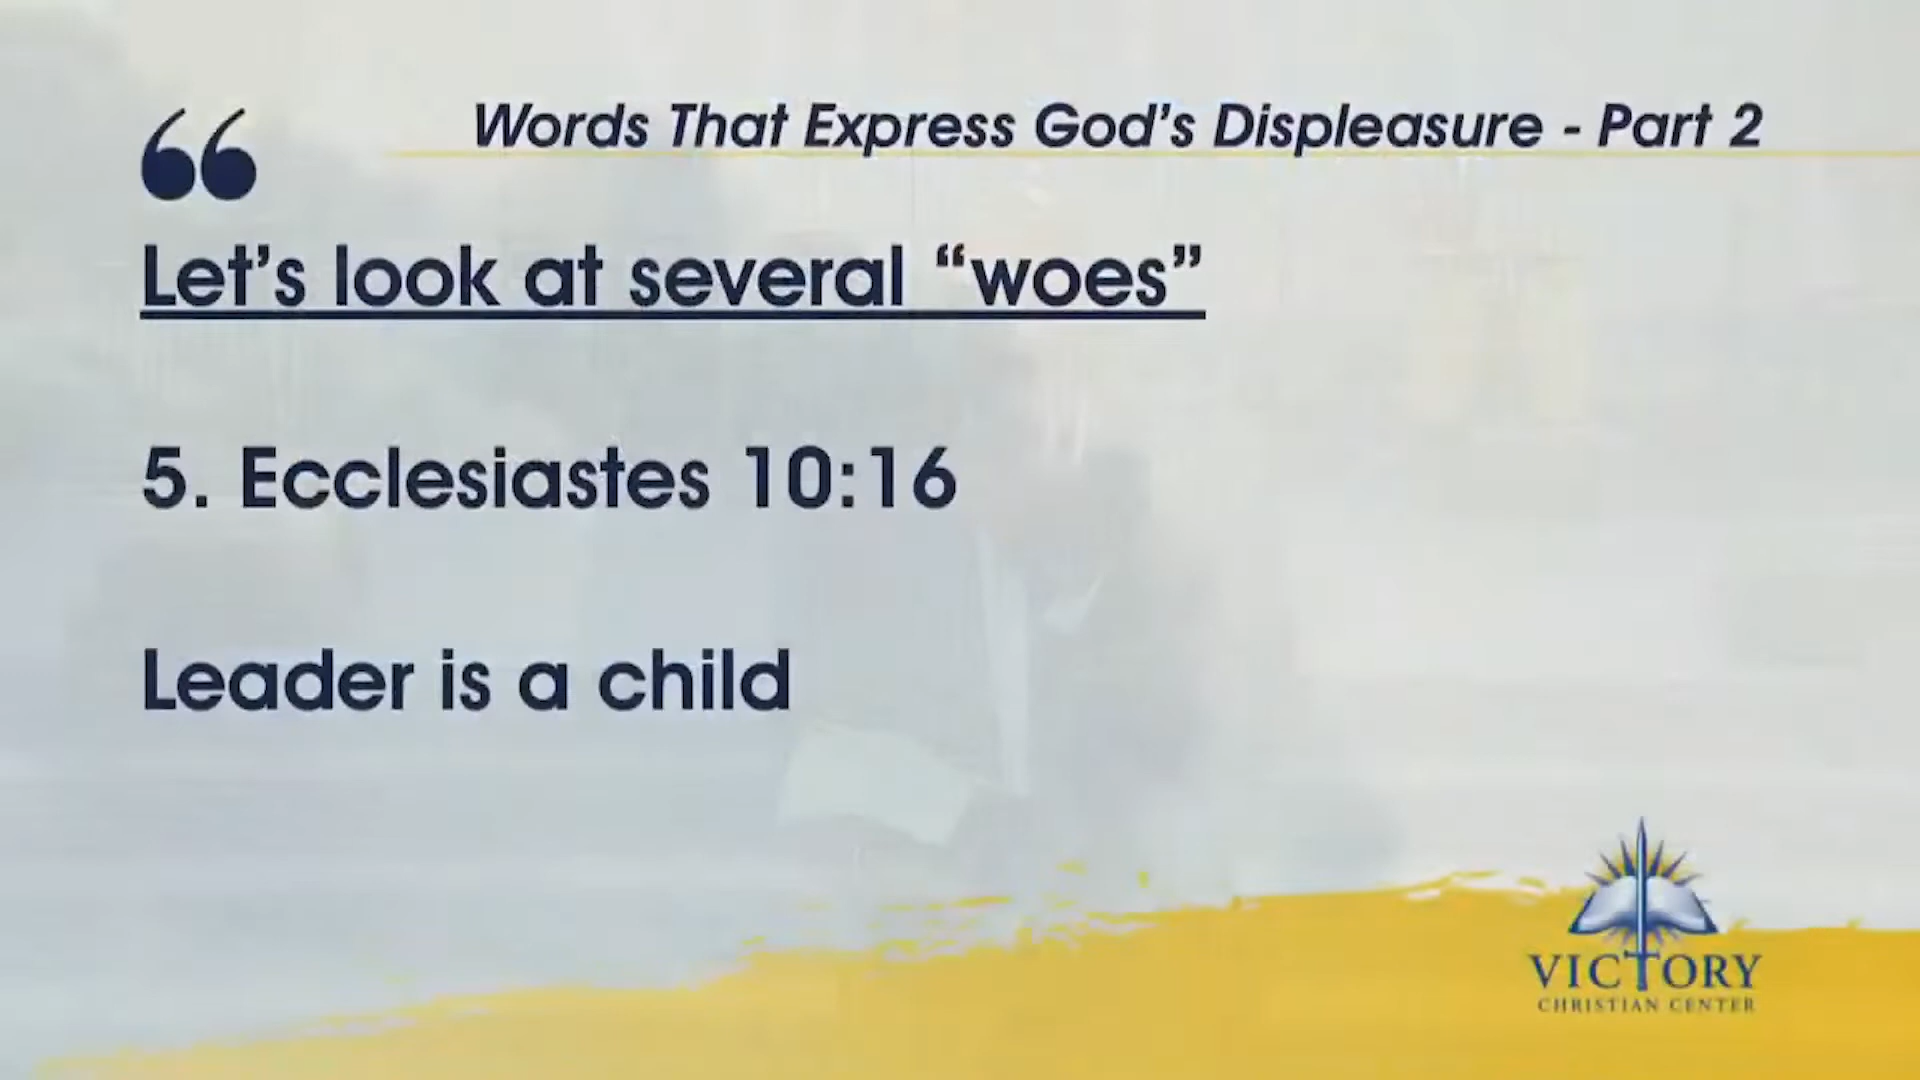 Words That Express God's Displeasure - Part 2
Let's look at several “woes”
5. Ecclesiastes 10:16
Leader is a child
VICTORY
CHRISTIAN CENTER